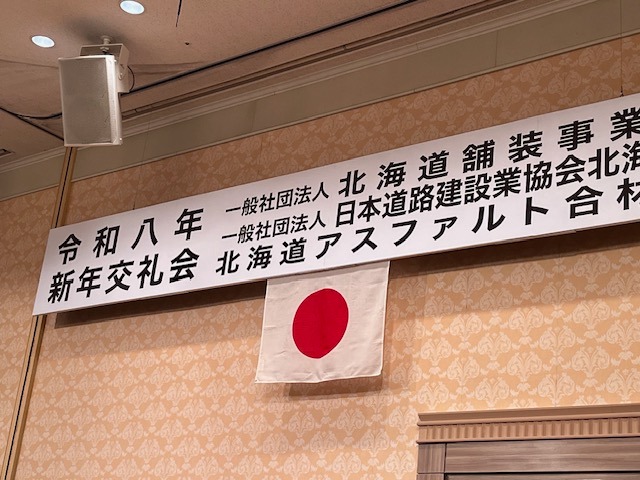 令和八年
新年交礼会
一般社団法人 北海道舗装事業
一般社団法人 日本道路建設業協会北海
北海道アスファルト合材